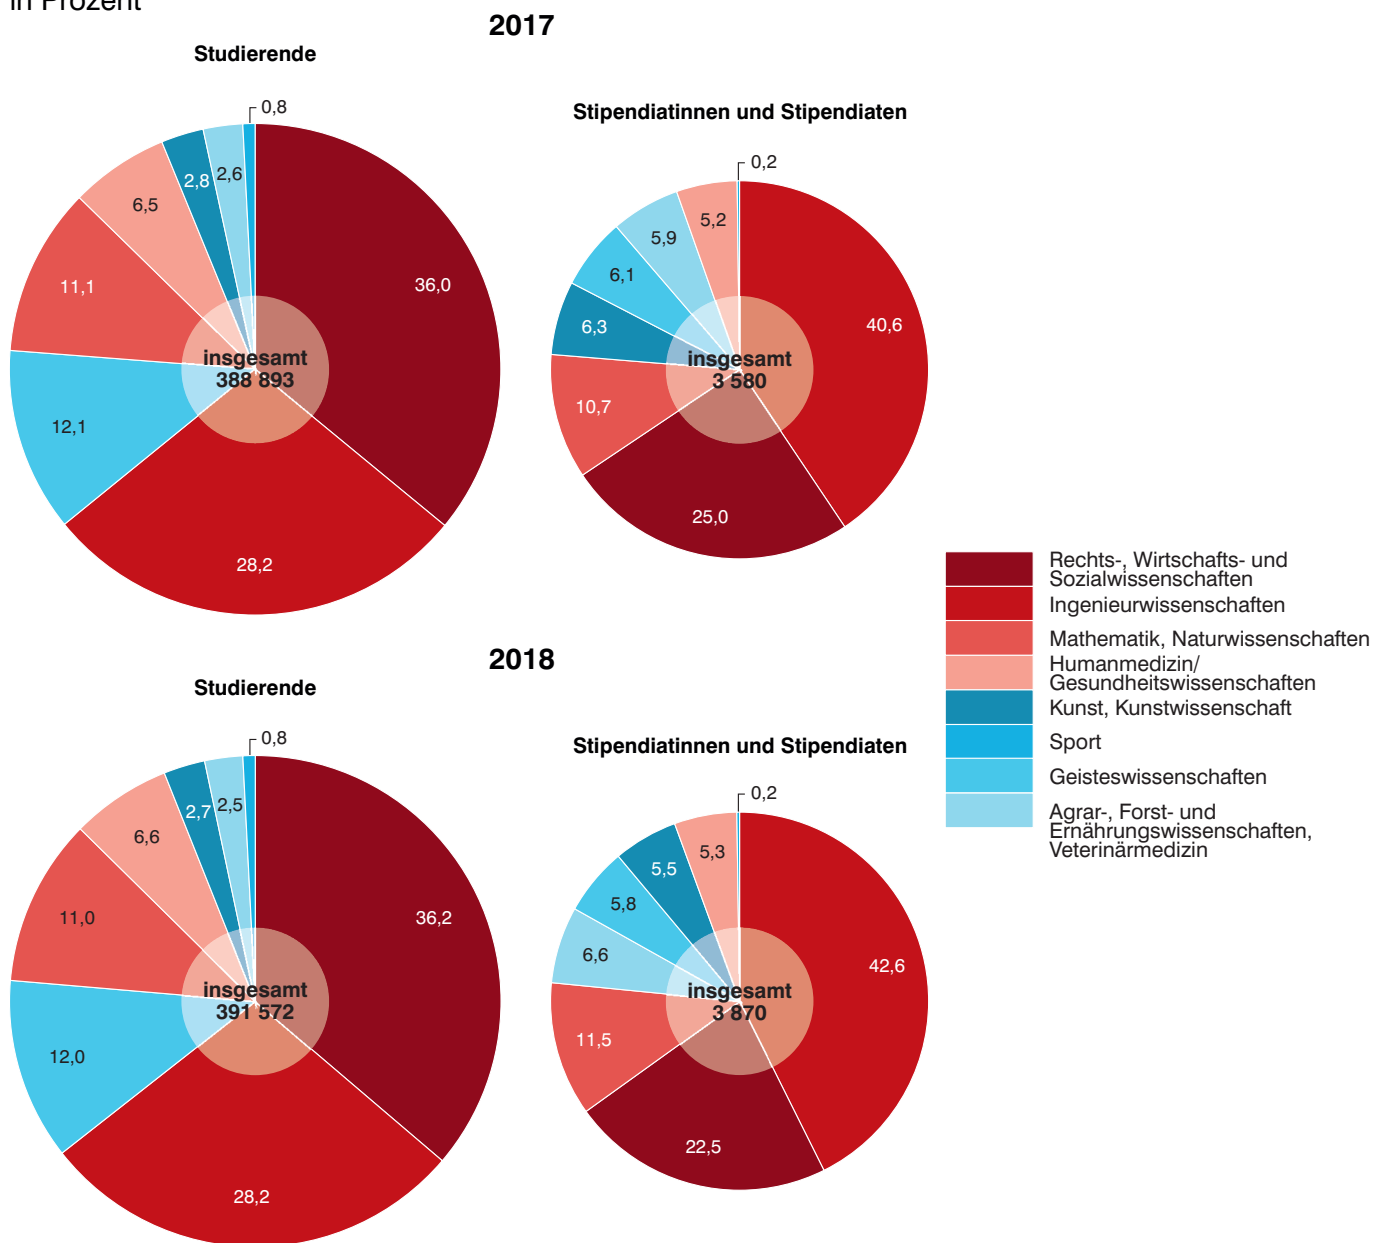 in Prozent
2017
Studierende
0,8
2,8
2,6
6,5
11,1
36,0
12,1
28,2
insgesamt
388 893
Stipendiatinnen und Stipendiaten
0,2
5,2
5,9
6,1
6,3
40,6
10,7
25,0
insgesamt
3 580
Rechts-, Wirtschafts- und
Sozialwissenschaften
Ingenieurwissenschaften
Mathematik, Naturwissenschaften
Humanmedizin/
Gesundheitswissenschaften
Kunst, Kunstwissenschaft
Sport
Geisteswissenschaften
Agrar-, Forst- und
Ernährungswissenschaften,
Veterinärmedizin
2018
Studierende
0,8
2,7
2,5
6,6
11,0
36,2
12,0
28,2
insgesamt
391 572
Stipendiatinnen und Stipendiaten
0,2
5,3
5,5
5,8
6,6
42,6
11,5
22,5
insgesamt
3 870